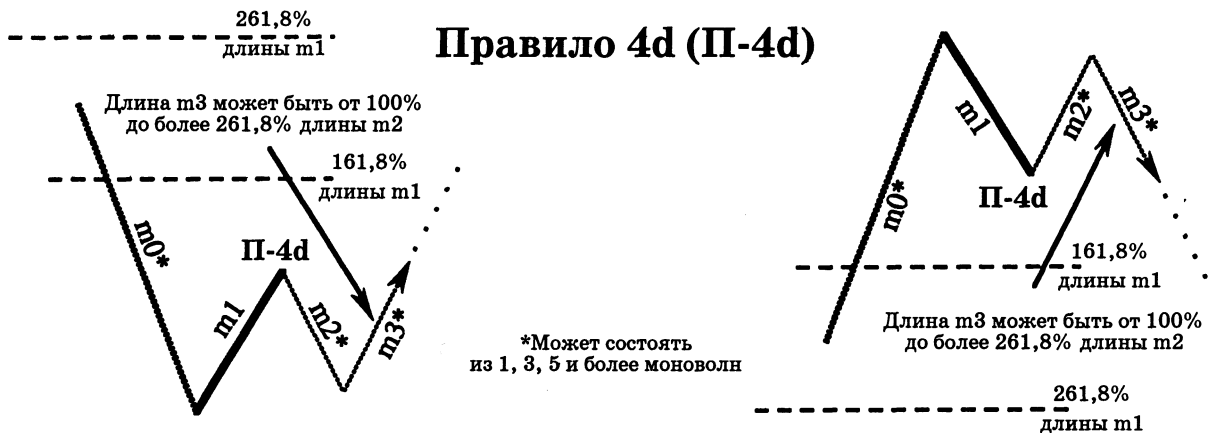 Правило 4d (П-4d)
261,8%
длины m1
Длина m3 может быть от 100%
до более 261,8% длины m2
161,8%
длины m1
m0*
П-4d
m1
m2*
m3*
*Может состоять
из 1, 3, 5 и более моноволн
m1
m2*
m3*
П-4d
m0*
161,8%
длины m1
Длина m3 может быть от 100%
до более 261,8% длины m2
261,8%
длины m1